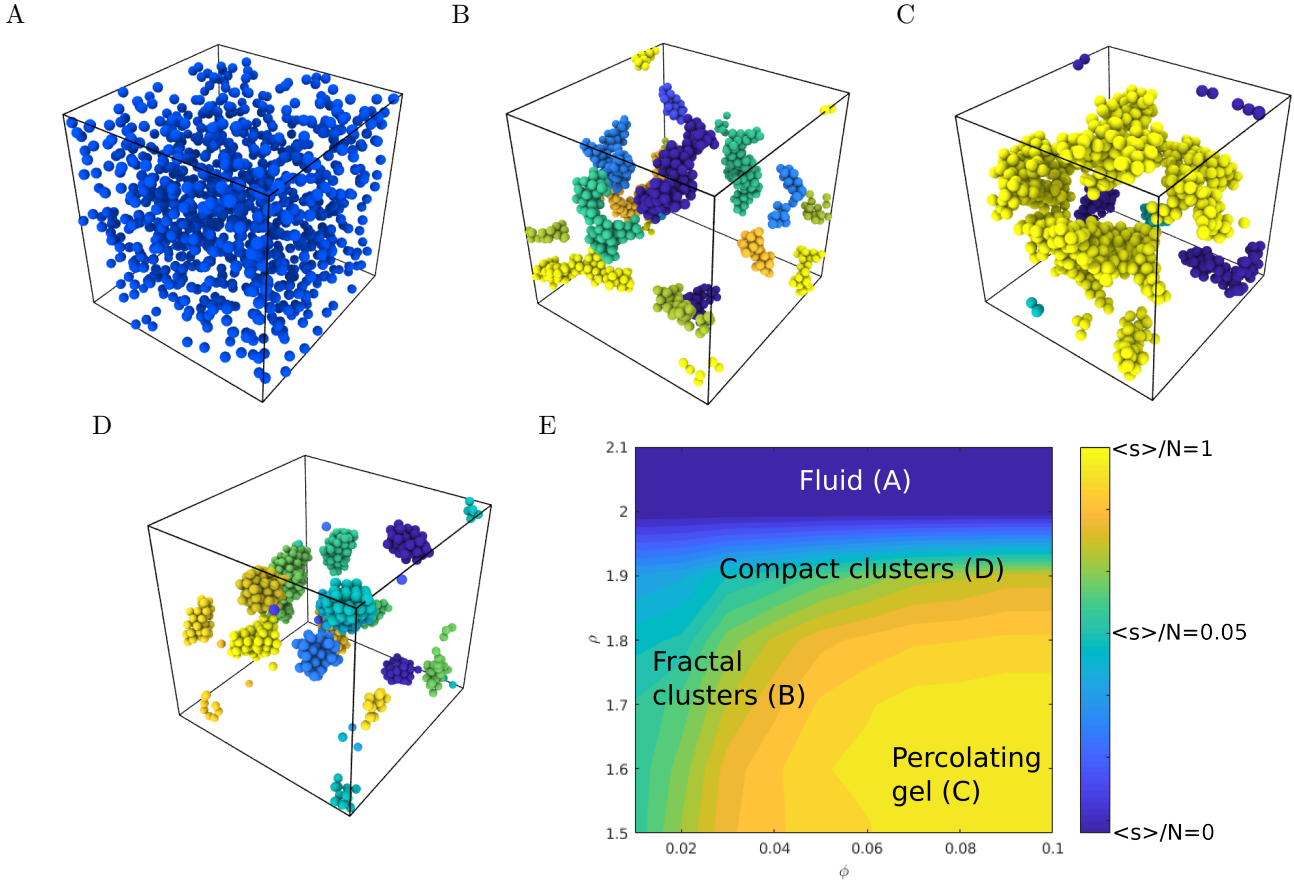 A
B
C
D
E
2.1
2
1.9
1.8
1.7
1.6
1.5
ρ
Fluid (A)
Compact clusters (D)
Fractal
clusters (B)
Percolating
gel (C)
0.02
0.04
0.06
0.08
0.1
ϕ
<s>/N=1
<s>/N=0.05
<s>/N=0